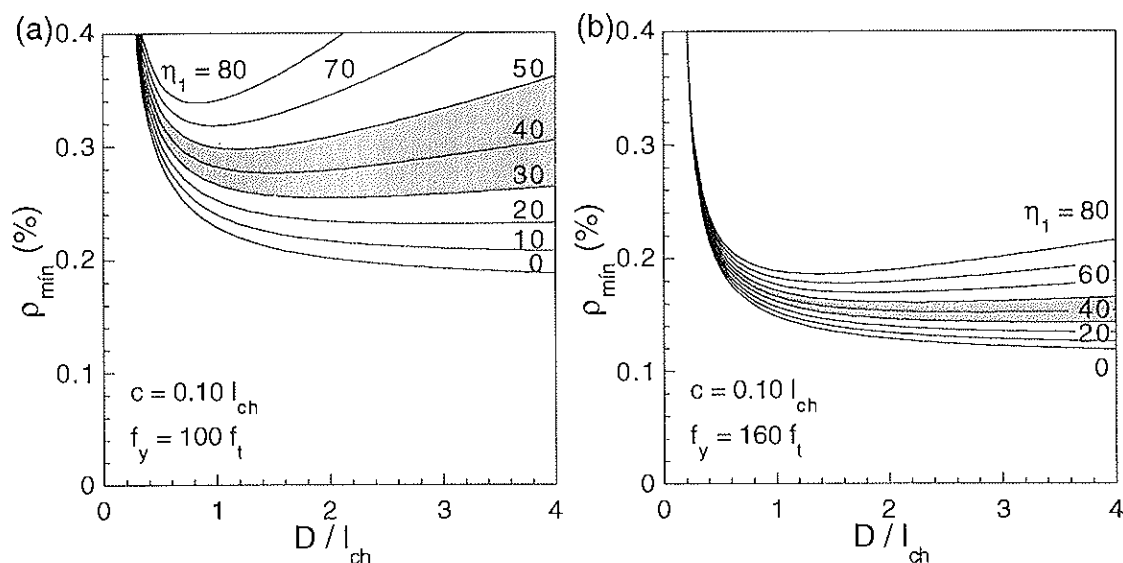 (a)
0.4
0.3
0.2
0.1
0
ρmín (%)
η1 = 80
70
50
40
30
20
10
0
c = 0.10 lch
fy = 100 ft
0
1
2
3
4
D / lch
(b)
0.4
0.3
0.2
0.1
0
ρmín (%)
η1 = 80
60
40
20
0
c = 0.10 lch
fy = 160 ft
0
1
2
3
4
D / lch